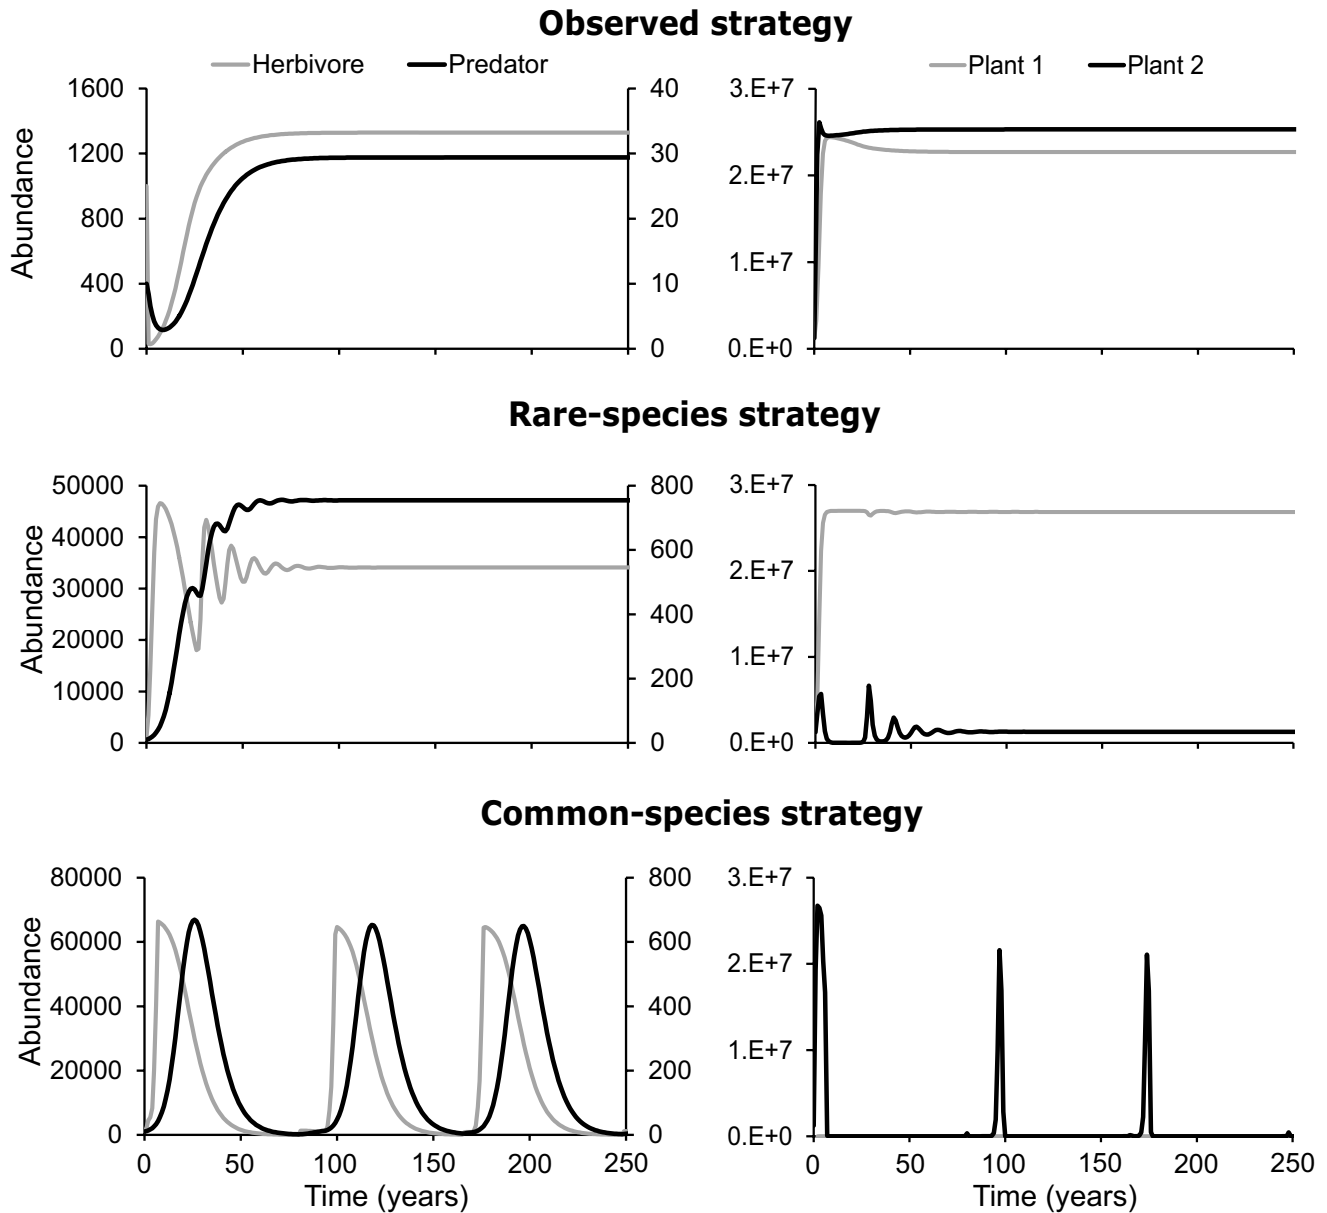 Observed strategy
Herbivore Predator
Plant 1 Plant 2
Abundance
1600
1200
800
400
0
40
30
20
10
0
3.E+7
2.E+7
1.E+7
0.E+0
Rare-species strategy
Abundance
50000
40000
30000
20000
10000
0
800
600
400
200
0
3.E+7
2.E+7
1.E+7
0.E+0
Common-species strategy
Abundance
80000
60000
40000
20000
0
800
600
400
200
0
3.E+7
2.E+7
1.E+7
0.E+0
0 50 100 150 200 250
Time (years)
0 50 100 150 200 250
Time (years)